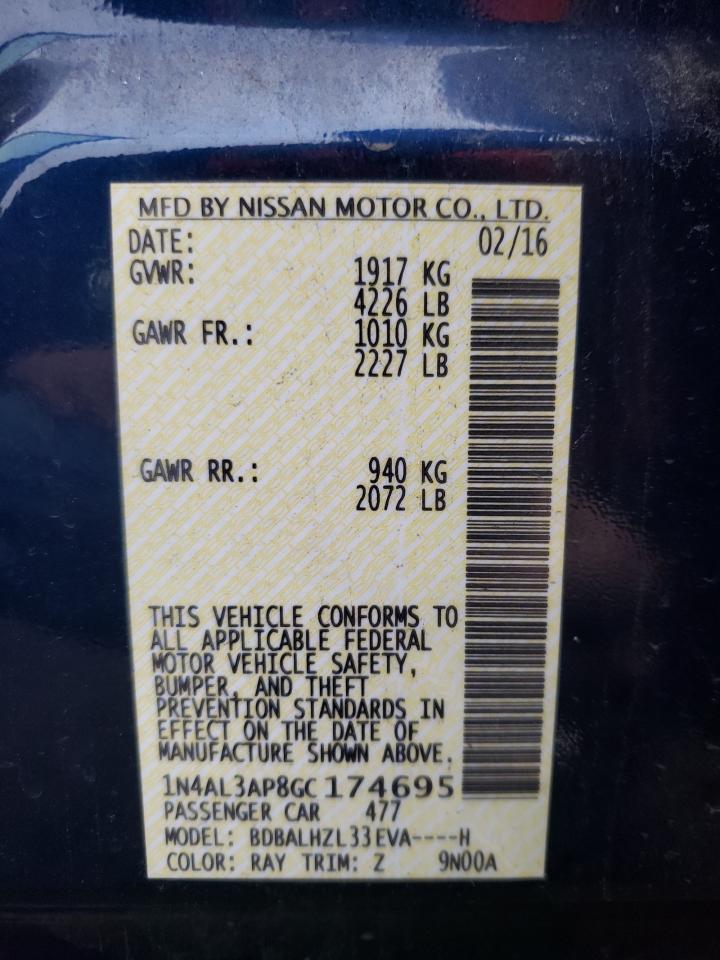 MFD BY NISSAN MOTOR CO., LTD.
DATE: 02/16
GVWR: 1917 KG
4226 LB
GAWR FR.: 1010 KG
2227 LB
GAWR RR.: 940 KG
2072 LB
THIS VEHICLE CONFORMS TO
ALL APPLICABLE FEDERAL
MOTOR VEHICLE SAFETY,
BUMPER, AND THEFT
PREVENTION STANDARDS IN
EFFECT ON THE DATE OF
MANUFACTURE SHOWN ABOVE.
1N4AL3AP8GC174695
PASSENGER CAR 477
MODEL: BDBALHZL33EVA----H
COLOR: RAY TRIM: Z 9N00A